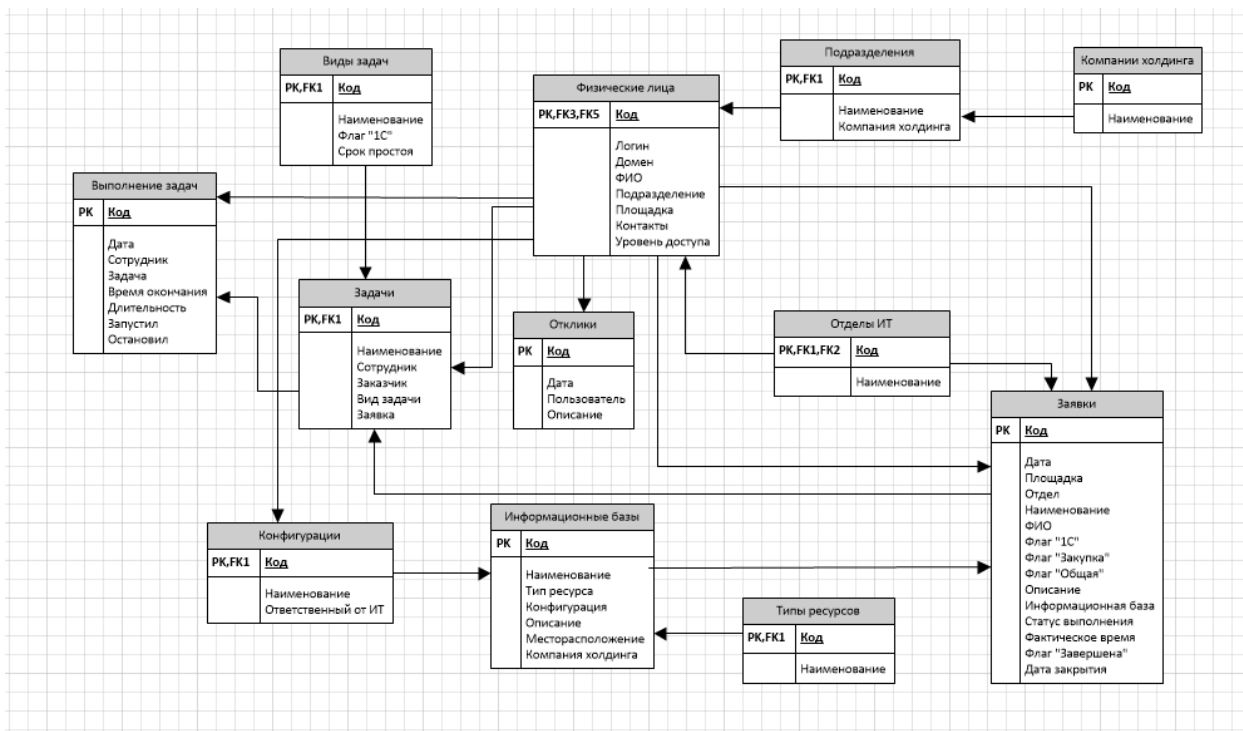 Виды задач
PK,FK1 Код
Наименование
Флаг "1С"
Срок простоя
Физические лица
PK,FK3,FK5 Код
Логин
Домен
ФИО
Подразделение
Площадка
Контакты
Уровень доступа
Подразделения
PK,FK1 Код
Наименование
Компания холдинга
Компании холдинга
PK Код
Наименование
Выполнение задач
PK Код
Дата
Сотрудник
Задача
Время окончания
Длительность
Запустил
Остановил
Задачи
PK,FK1 Код
Наименование
Сотрудник
Заказчик
Вид задачи
Заявка
Отклики
PK Код
Дата
Пользователь
Описание
Отделы ИТ
PK,FK1,FK2 Код
Наименование
Заявки
PK Код
Дата
Площадка
Отдел
Наименование
ФИО
Флаг "1С"
Флаг "Закупка"
Флаг "Общая"
Описание
Информационная база
Статус выполнения
Фактическое время
Флаг "Завершена"
Дата закрытия
Конфигурации
PK,FK1 Код
Наименование
Ответственный от ИТ
Информационные базы
PK Код
Наименование
Тип ресурса
Конфигурация
Описание
Месторасположение
Компания холдинга
Типы ресурсов
PK,FK1 Код
Наименование